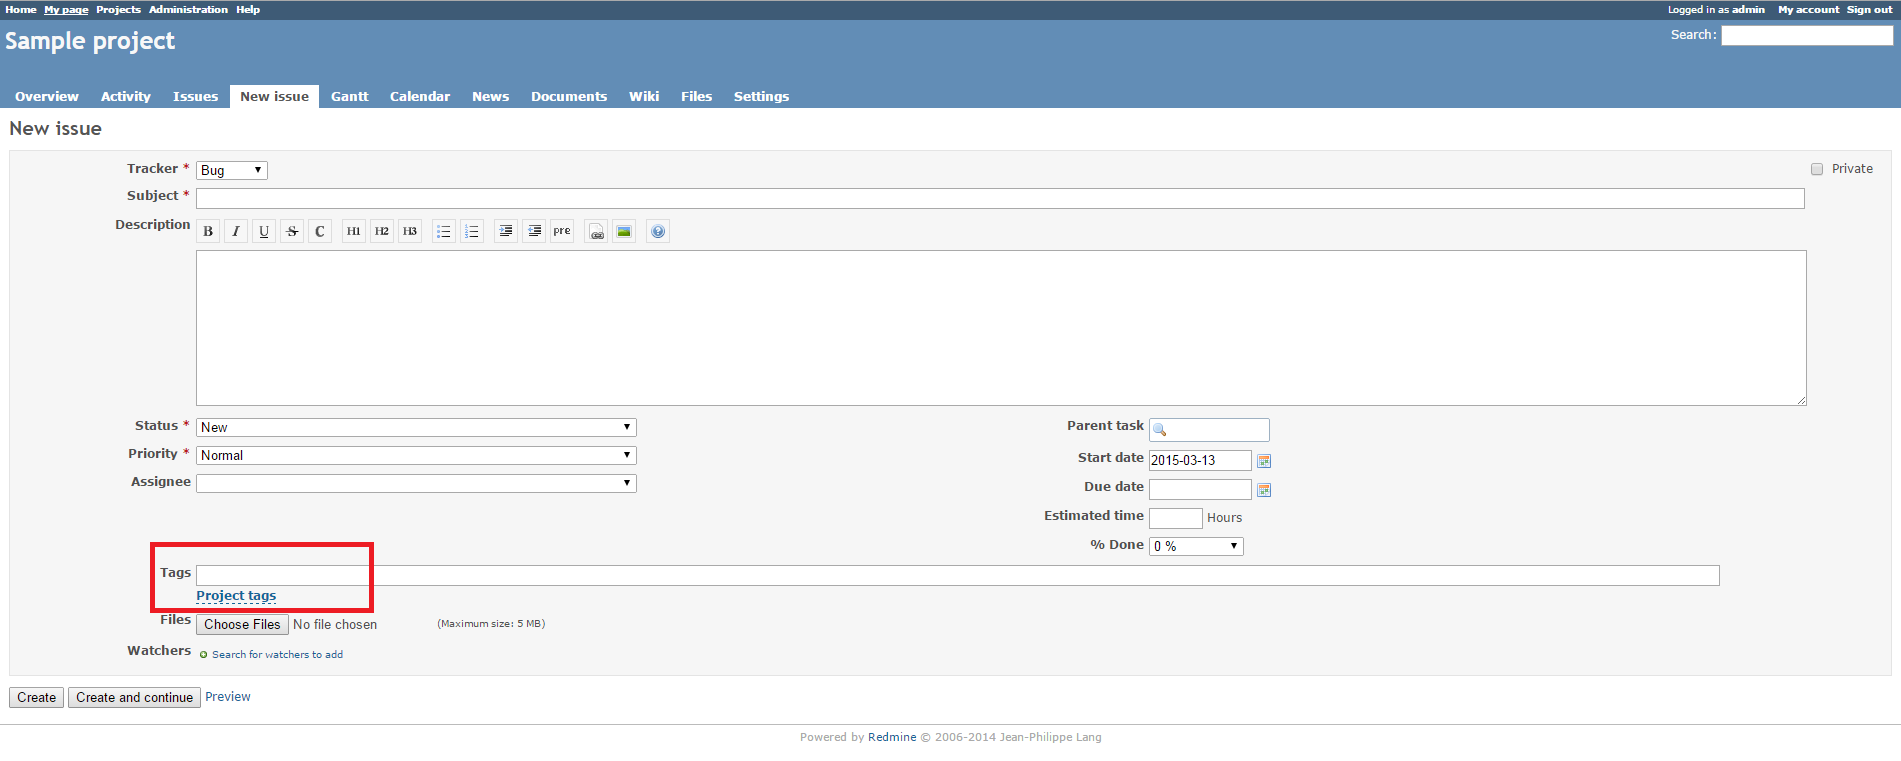 Home My page Projects Administration Help Logged in as admin My account Sign out
Sample project Search:
Overview Activity Issues New issue Gantt Calendar News Documents Wiki Files Settings
New issue
Tracker * Bug Private
Subject *
Description B I U S C H1 H2 H3 pre
Status * New Parent task
Priority * Normal Start date 2015-03-13
Assignee Due date
Estimated time Hours
% Done 0 %
Tags
Project tags
Files Choose Files No file chosen (Maximum size: 5 MB)
Watchers Search for watchers to add
Create Create and continue Preview
Powered by Redmine © 2006-2014 Jean-Philippe Lang